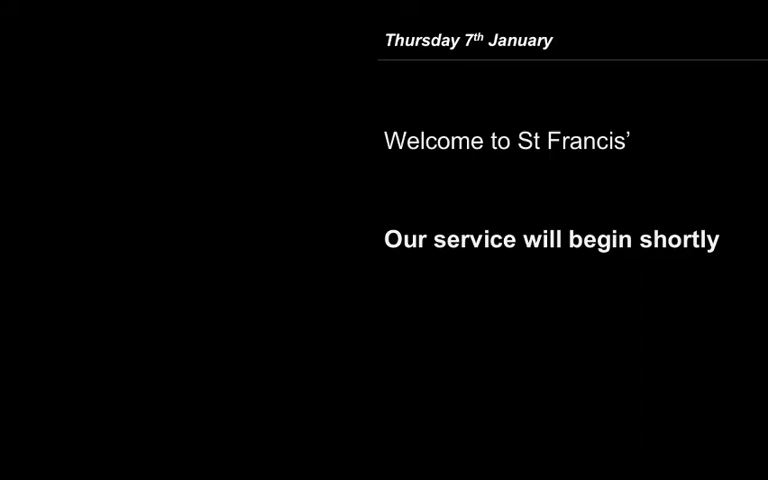 Thursday 7th January
Welcome to St Francis’
Our service will begin shortly